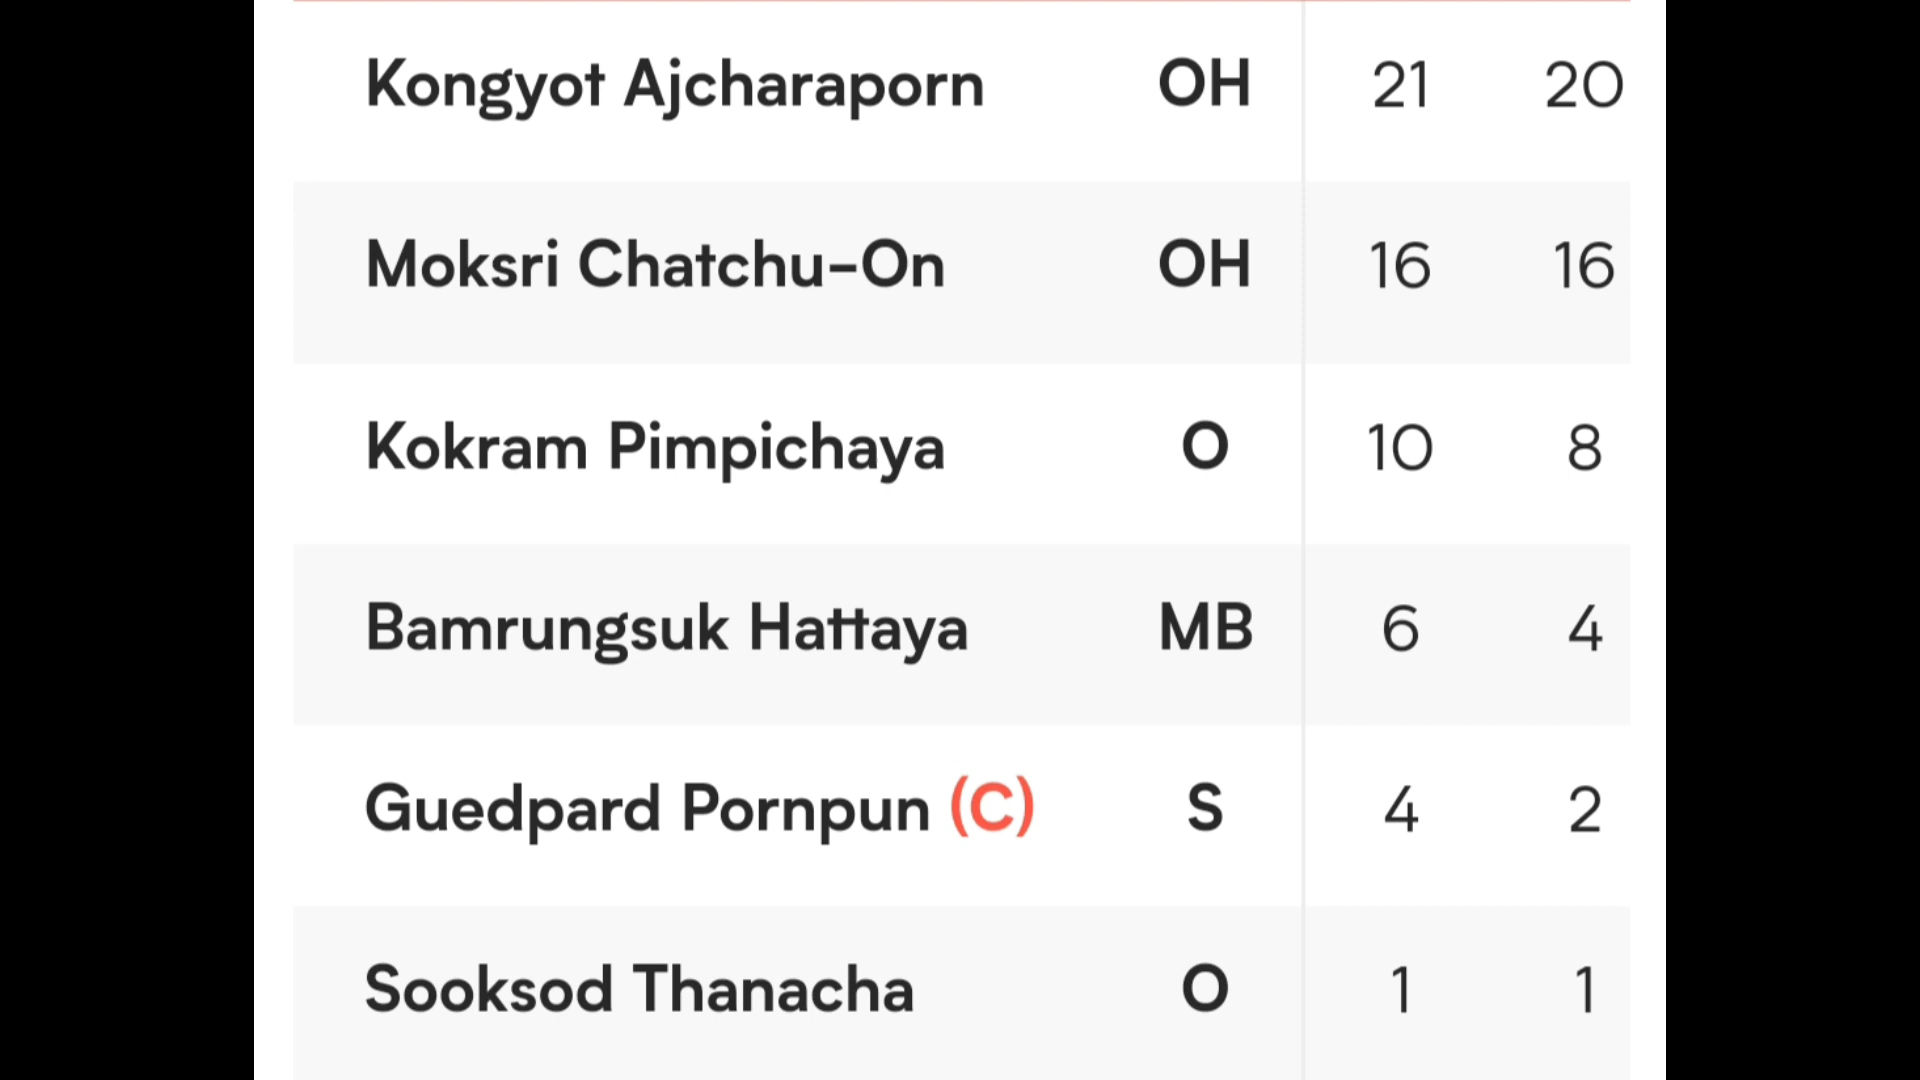 Kongyot Ajcharaporn OH 21 20
Moksri Chatchu-On OH 16 16
Kokram Pimpichaya O 10 8
Bamrungsuk Hattaya MB 6 4
Guedpard Pornpun (C) S 4 2
Sooksod Thanacha O 1 1